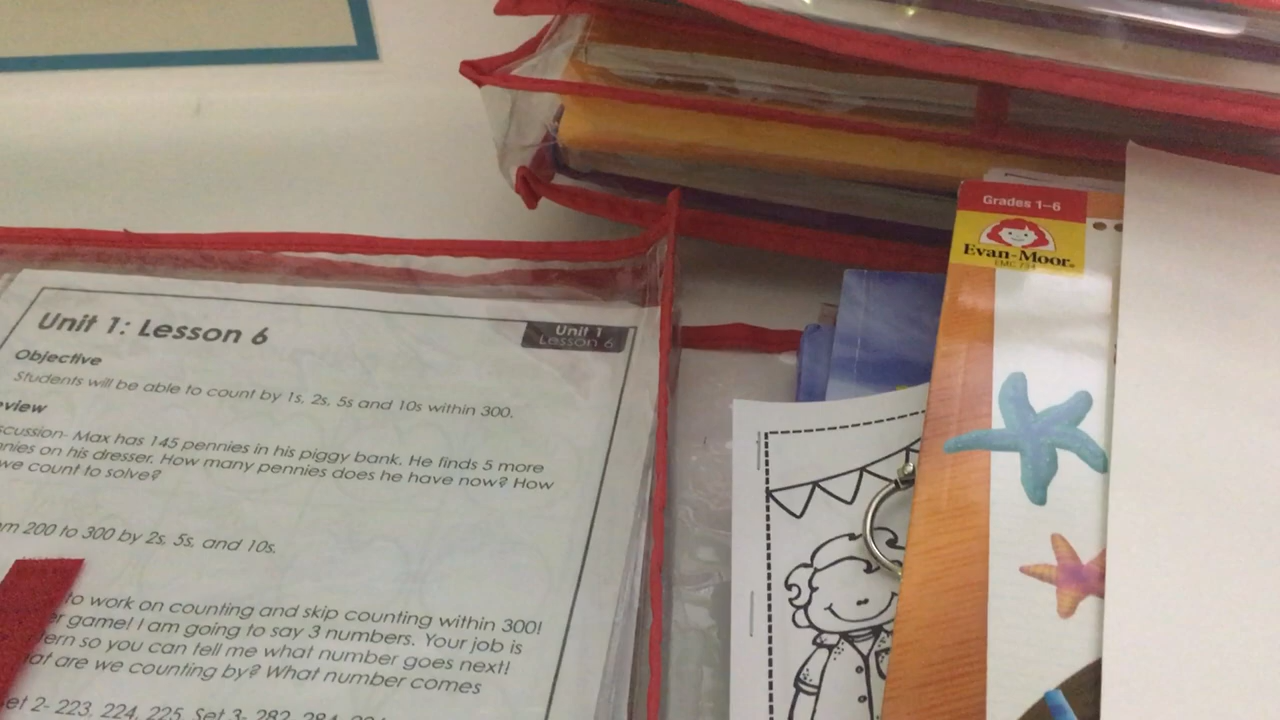 Unit 1: Lesson 6
Unit 1
Lesson 6
Objective
Students will be able to count by 1s, 2s, 5s and 10s within 300.
eview
scussion- Max has 145 pennies in his piggy bank. He finds 5 more
nnies on his dresser. How many pennies does he have now? How
we count to solve?
m 200 to 300 by 2s, 5s, and 10s.
to work on counting and skip counting within 300!
er game! I am going to say 3 numbers. Your job is
ern so you can tell me what number goes next!
at are we counting by? What number comes
et 2- 223, 224, 225, Set 3- 282, 284,
Grades 1–6
Evan-Moor®